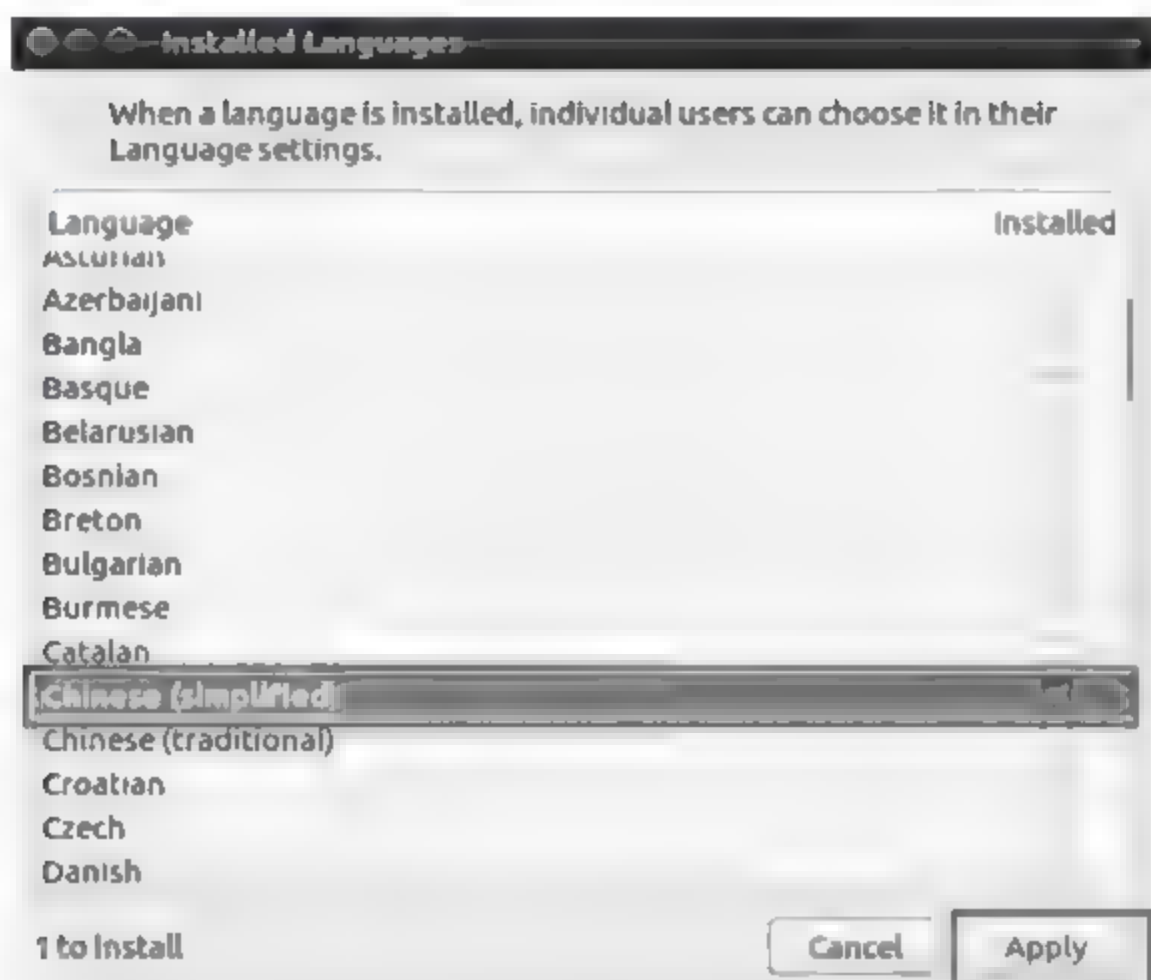 Installed Languages
When a language is installed, individual users can choose it in their
Language settings.
Language Installed
Asturian
Azerbaijani
Bangla
Basque
Belarusian
Bosnian
Breton
Bulgarian
Burmese
Catalan
Chinese (simplified)
Chinese (traditional)
Croatian
Czech
Danish
1 to install Cancel Apply